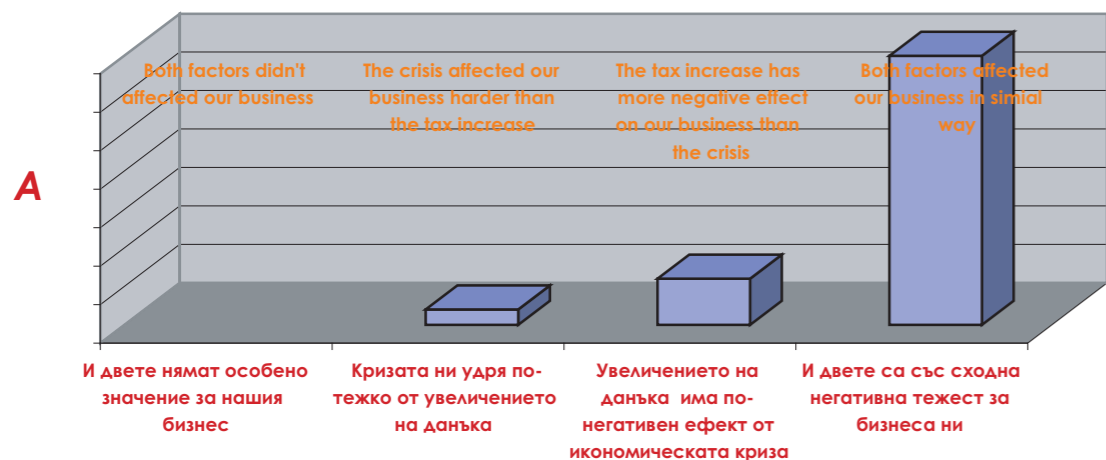 Both factors didn't
affected our business
The crisis affected our
business harder than
the tax increase
The tax increase has
more negative effect
on our business than
the crisis
Both factors affected
our business in simial
way
A
И двете нямат особено
значение за нашия
бизнес
Кризата ни удря по-
тежко от увеличението
на данъка
Увеличението на
данъка има по-
негативен ефект от
икономическата криза
И двете са със сходна
негативна тежест за
бизнеса ни